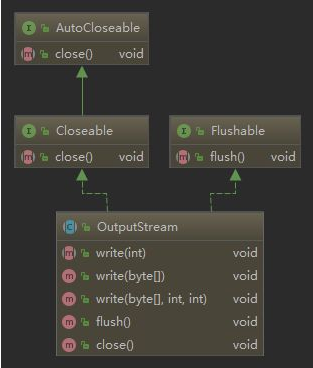 AutoCloseable
close() void
Closeable
close() void
Flushable
flush() void
OutputStream
write(int) void
write(byte[]) void
write(byte[], int, int) void
flush() void
close() void